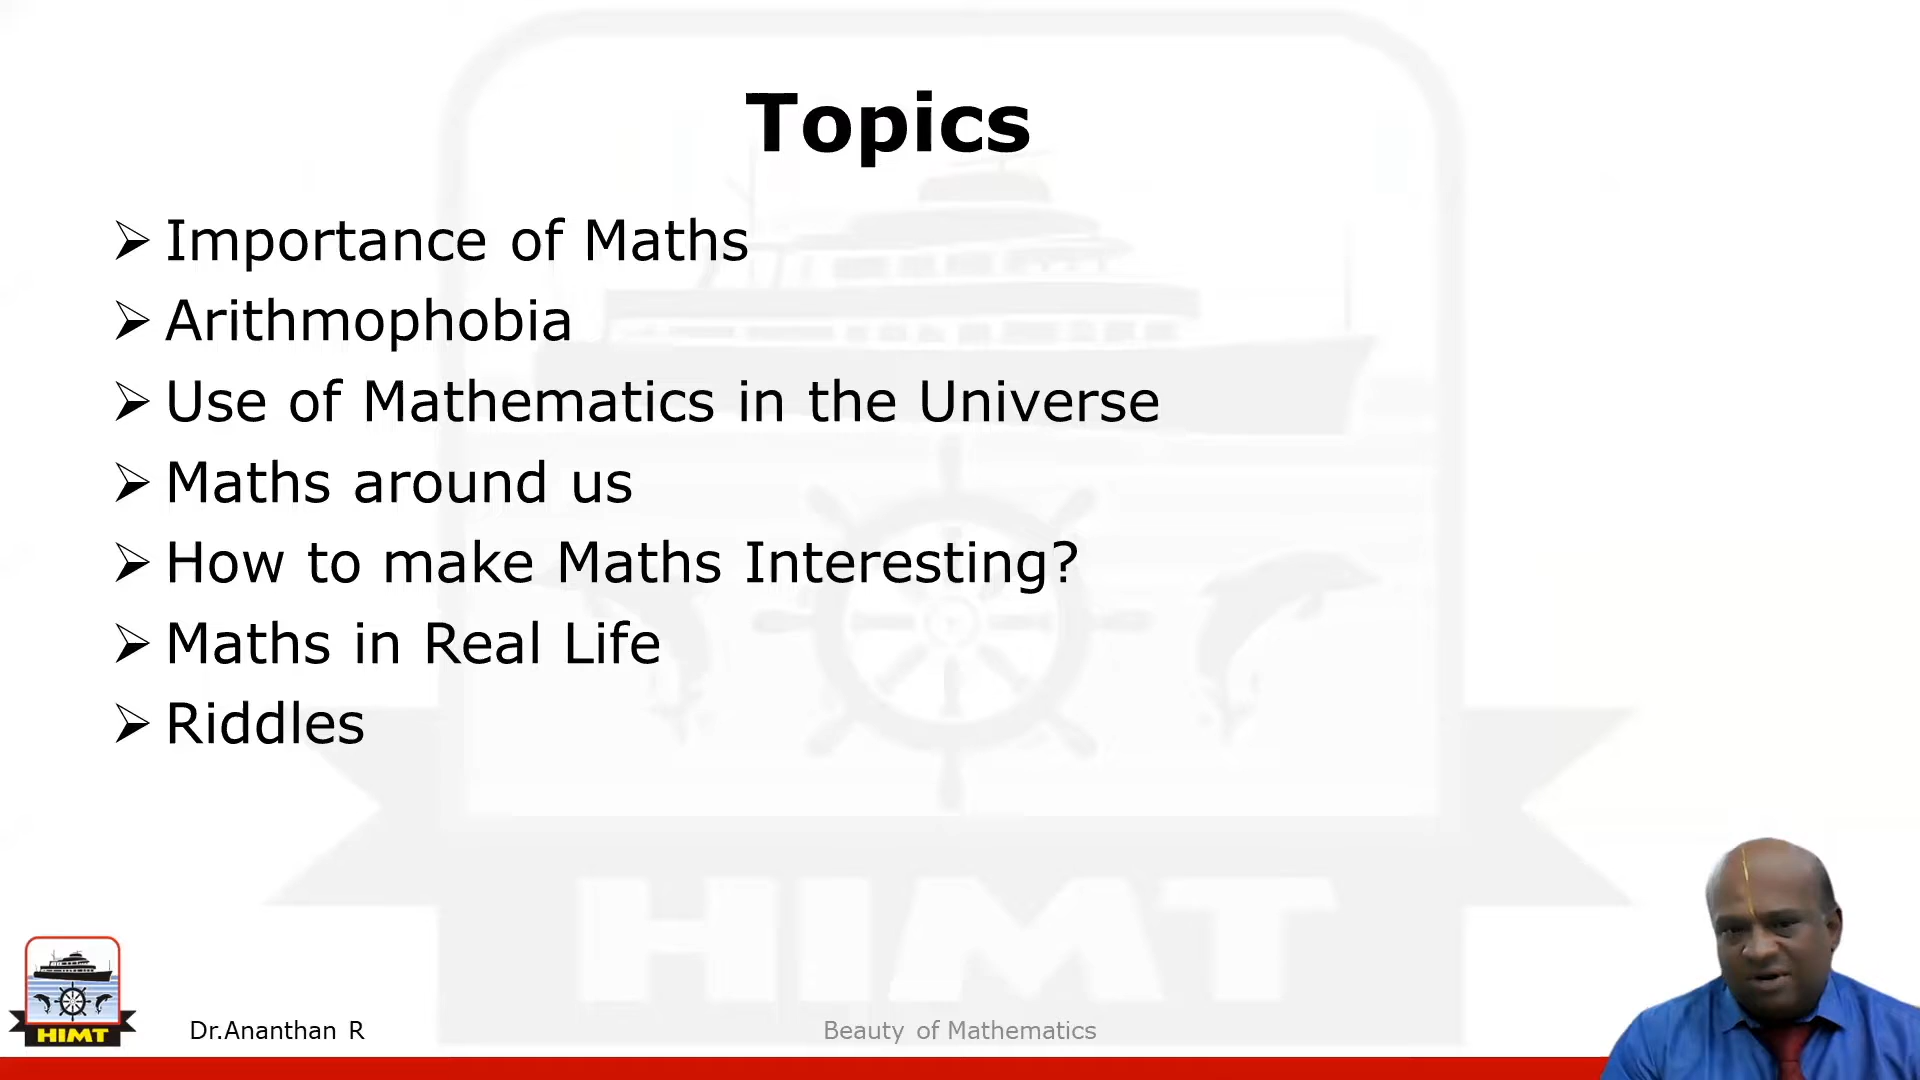 Topics
Importance of Maths
Arithmophobia
Use of Mathematics in the Universe
Maths around us
How to make Maths Interesting?
Maths in Real Life
Riddles
HIMT
HIMT
Dr.Ananthan R
Beauty of Mathematics